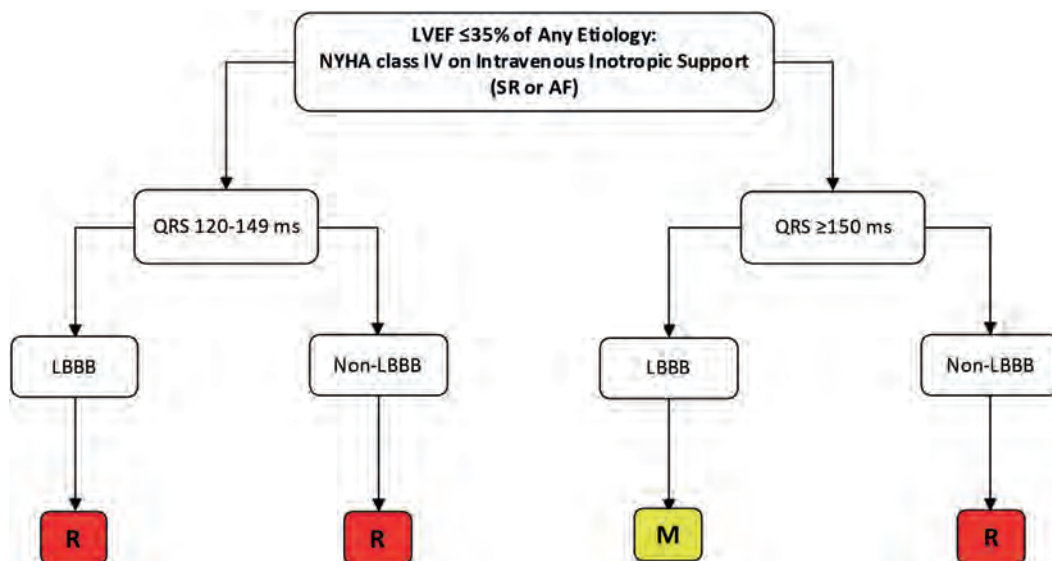 LVEF ≤35% of Any Etiology:
NYHA class IV on Intravenous Inotropic Support
(SR or AF)
QRS 120-149 ms
QRS ≥150 ms
LBBB
Non-LBBB
LBBB
Non-LBBB
R
R
M
R